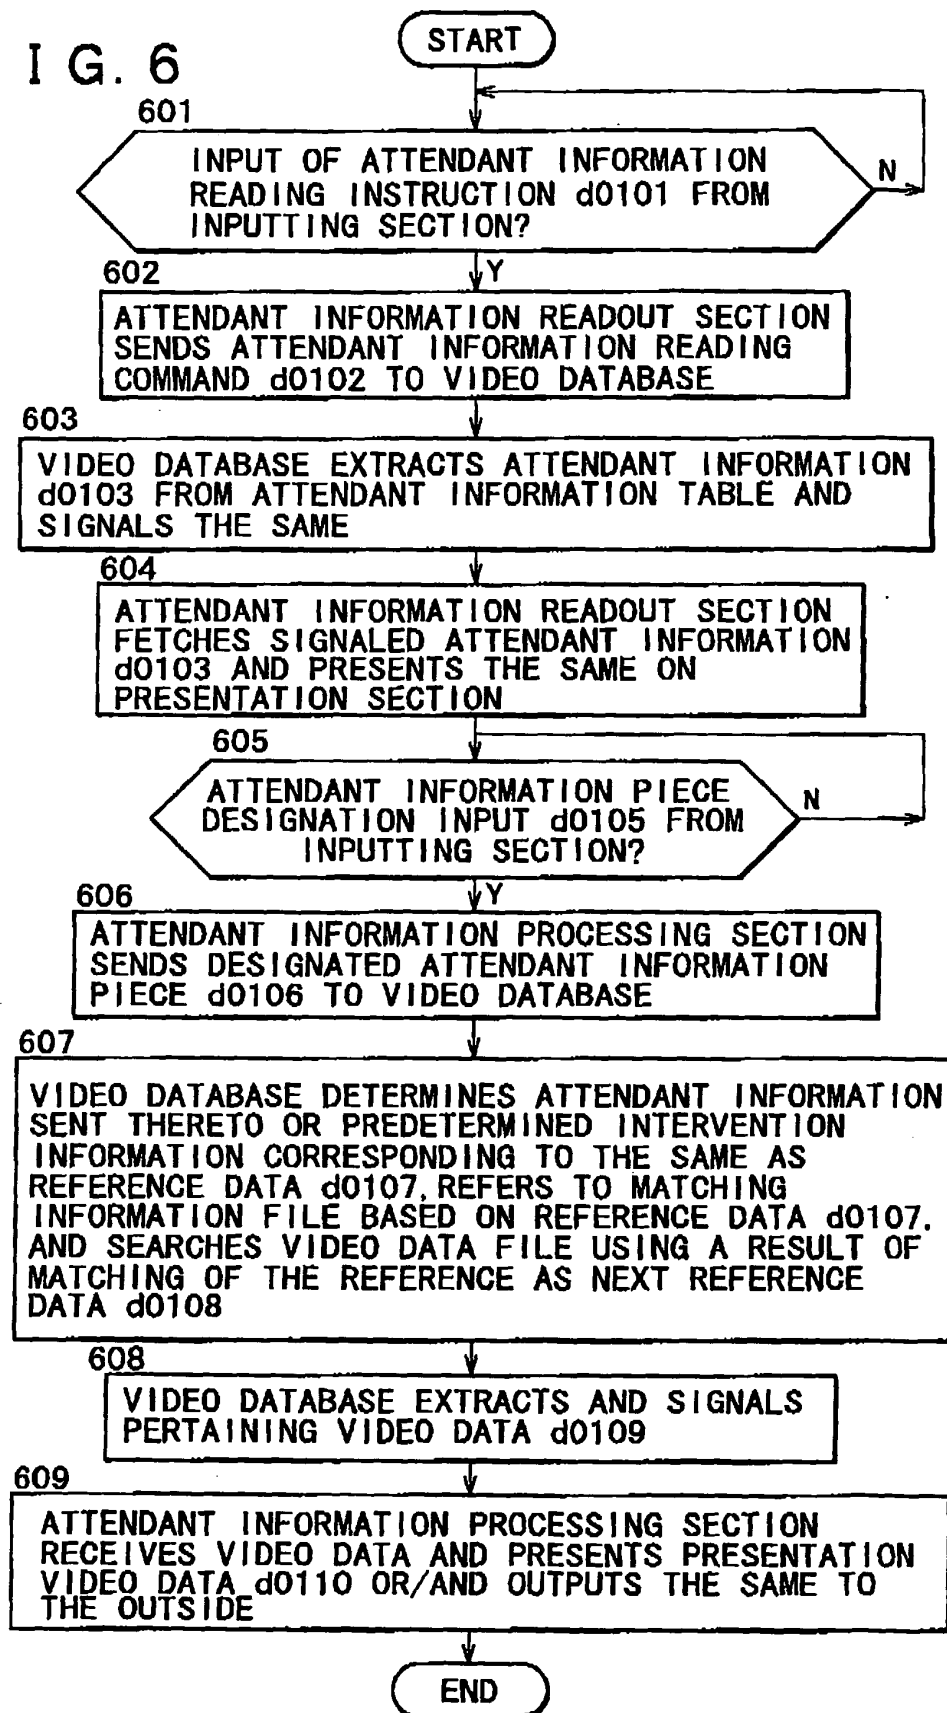 START
I G. 6
601
INPUT OF ATTENDANT INFORMATION
READING INSTRUCTION d0101 FROM
INPUTTING SECTION?
N
Y
602
ATTENDANT INFORMATION READOUT SECTION
SENDS ATTENDANT INFORMATION READING
COMMAND d0102 TO VIDEO DATABASE
603
VIDEO DATABASE EXTRACTS ATTENDANT INFORMATION
d0103 FROM ATTENDANT INFORMATION TABLE AND
SIGNALS THE SAME
604
ATTENDANT INFORMATION READOUT SECTION
FETCHES SIGNALED ATTENDANT INFORMATION
d0103 AND PRESENTS THE SAME ON
PRESENTATION SECTION
605
ATTENDANT INFORMATION PIECE
DESIGNATION INPUT d0105 FROM
INPUTTING SECTION?
N
Y
606
ATTENDANT INFORMATION PROCESSING SECTION
SENDS DESIGNATED ATTENDANT INFORMATION
PIECE d0106 TO VIDEO DATABASE
607
VIDEO DATABASE DETERMINES ATTENDANT INFORMATION
SENT THERETO OR PREDETERMINED INTERVENTION
INFORMATION CORRESPONDING TO THE SAME AS
REFERENCE DATA d0107, REFERS TO MATCHING
INFORMATION FILE BASED ON REFERENCE DATA d0107.
AND SEARCHES VIDEO DATA FILE USING A RESULT OF
MATCHING OF THE REFERENCE AS NEXT REFERENCE
DATA d0108
608
VIDEO DATABASE EXTRACTS AND SIGNALS
PERTAINING VIDEO DATA d0109
609
ATTENDANT INFORMATION PROCESSING SECTION
RECEIVES VIDEO DATA AND PRESENTS PRESENTATION
VIDEO DATA d0110 OR/AND OUTPUTS THE SAME TO
THE OUTSIDE
END